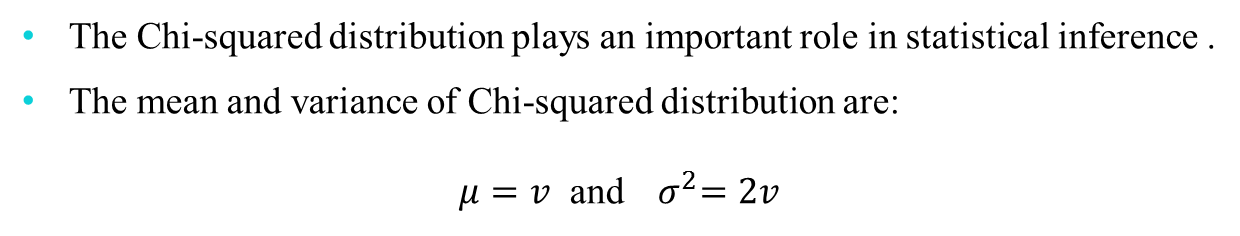 • The Chi-squared distribution plays an important role in statistical inference .
• The mean and variance of Chi-squared distribution are:
μ = v and σ² = 2v